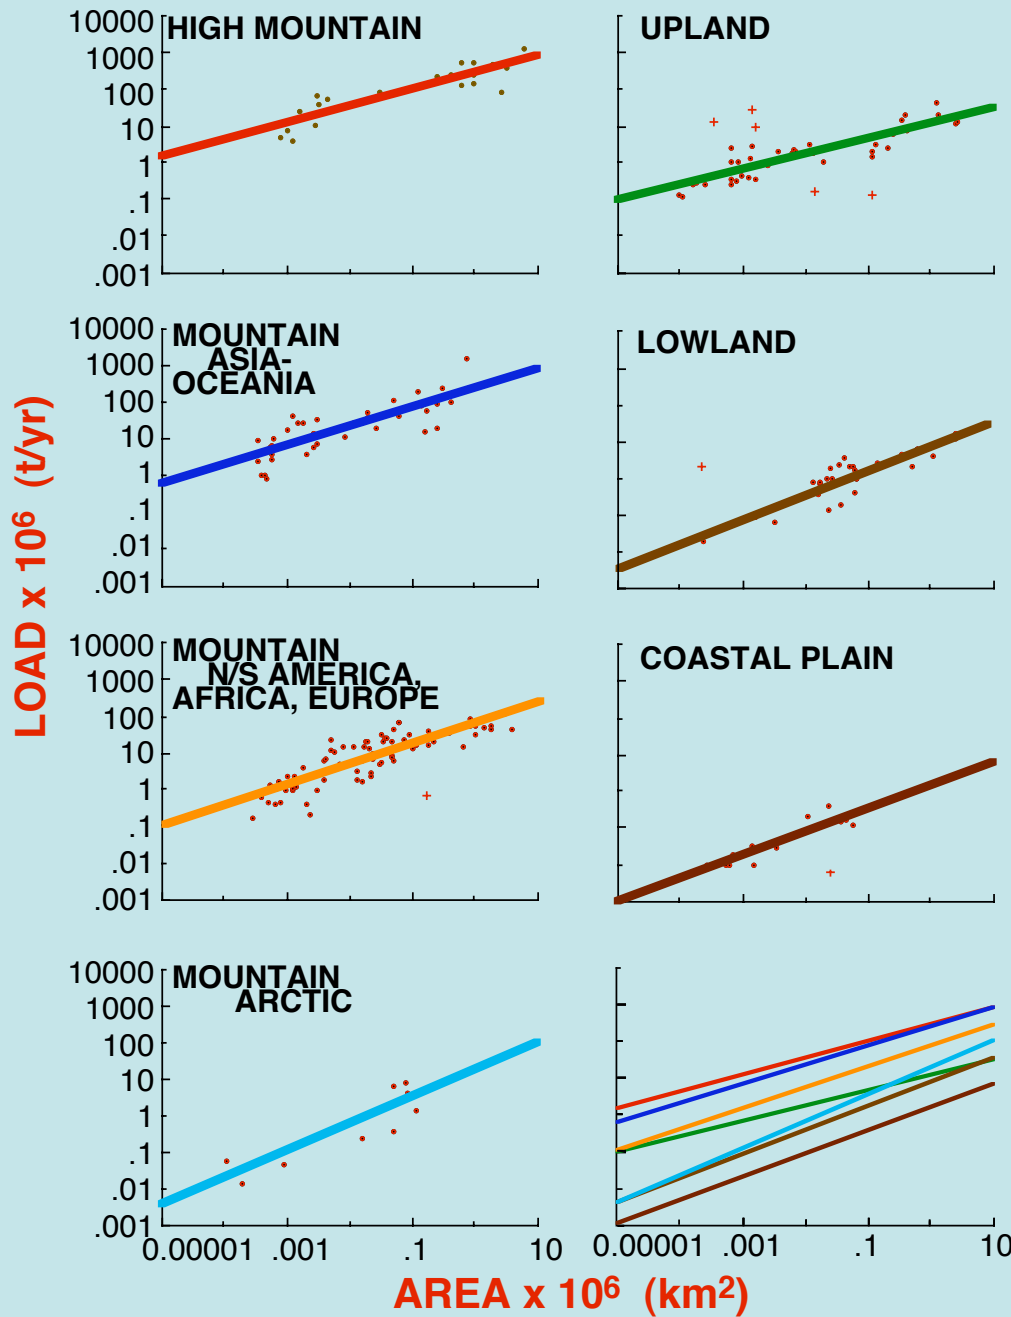 10000
1000
100
10
1
.1
.01
.001
HIGH MOUNTAIN
UPLAND
10000
1000
100
10
1
.1
.01
.001
MOUNTAIN
ASIA-
OCEANIA
LOWLAND
10000
1000
100
10
1
.1
.01
.001
MOUNTAIN
N/S AMERICA,
AFRICA, EUROPE
COASTAL PLAIN
10000
1000
100
10
1
.1
.01
.001
MOUNTAIN
ARCTIC
0.00001 .001 .1 10
0.00001 .001 .1 10
LOAD x 10⁶ (t/yr)
AREA x 10⁶ (km²)